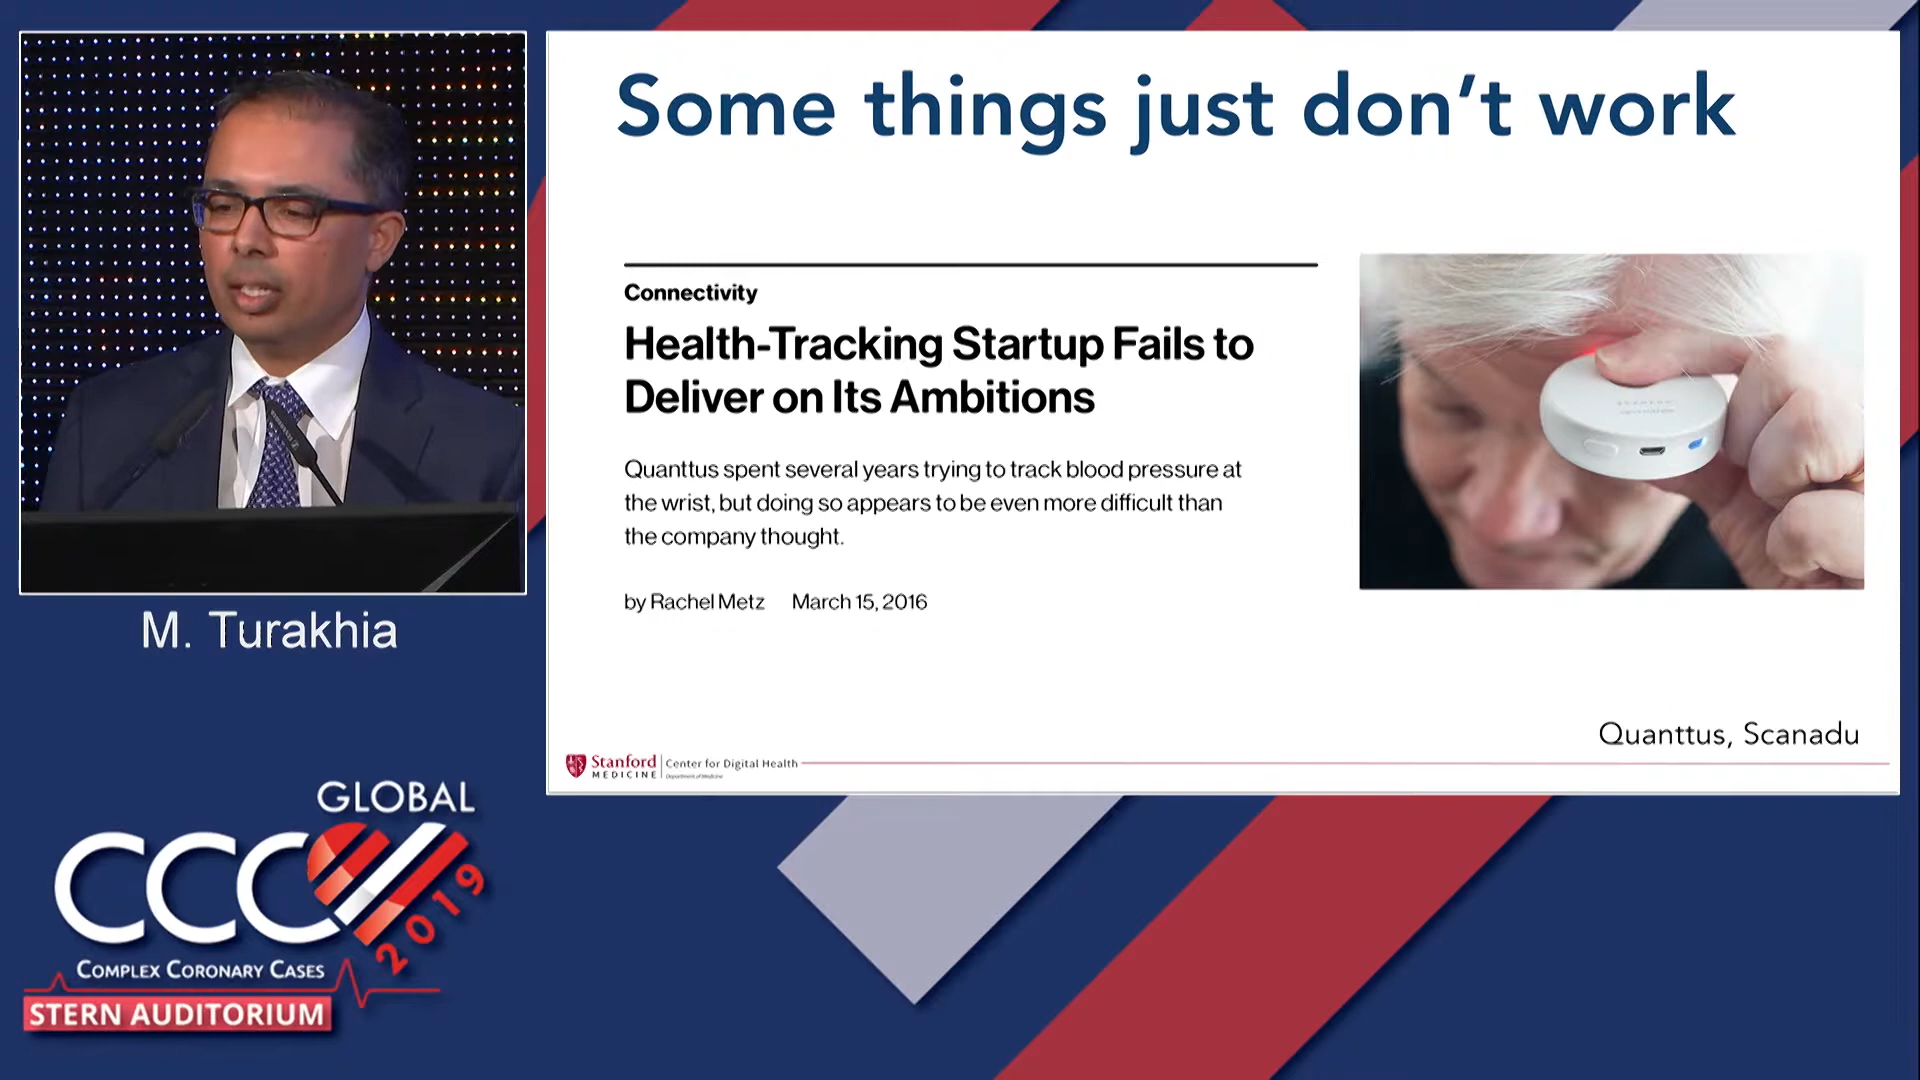 Some things just don't work
Connectivity
Health-Tracking Startup Fails to
Deliver on Its Ambitions
Quanttus spent several years trying to track blood pressure at
the wrist, but doing so appears to be even more difficult than
the company thought.
by Rachel Metz March 15, 2016
Quanttus, Scanadu
Stanford
MEDICINE
Center for Digital Health
Department of Medicine
M. Turakhia
GLOBAL
CCC
2019
COMPLEX CORONARY CASES
STERN AUDITORIUM